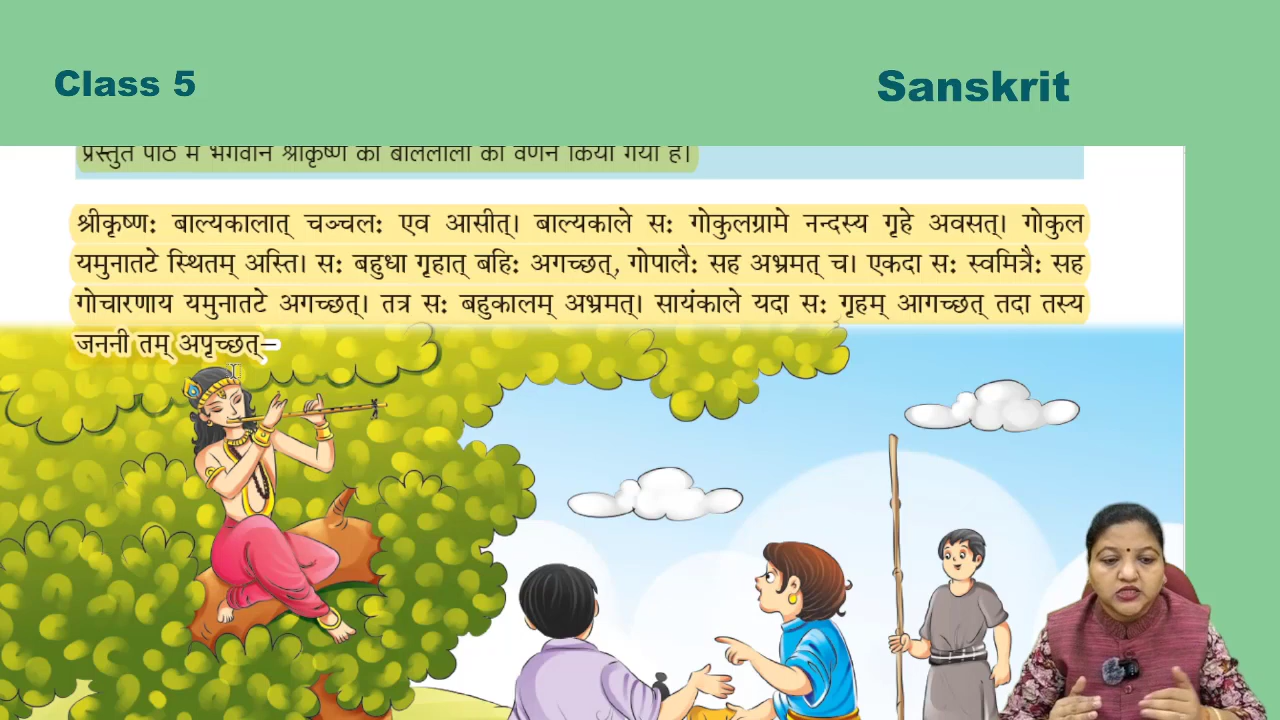 Class 5
Sanskrit
प्रस्तुत पाठ में भगवान श्रीकृष्ण की बाललीला का वर्णन किया गया है।
श्रीकृष्णः बाल्यकालात् चञ्चलः एव आसीत्। बाल्यकाले सः गोकुलग्रामे नन्दस्य गृहे अवसत्। गोकुल
यमुनातटे स्थितम् अस्ति। सः बहुधा गृहात् बहिः अगच्छत्, गोपालैः सह अभ्रमत् च। एकदा सः स्वमित्रैः सह
गोचारणाय यमुनातटे अगच्छत्। तत्र सः बहुकालम् अभ्रमत्। सायंकाले यदा सः गृहम् आगच्छत् तदा तस्य
जननी तम् अपृच्छत्–